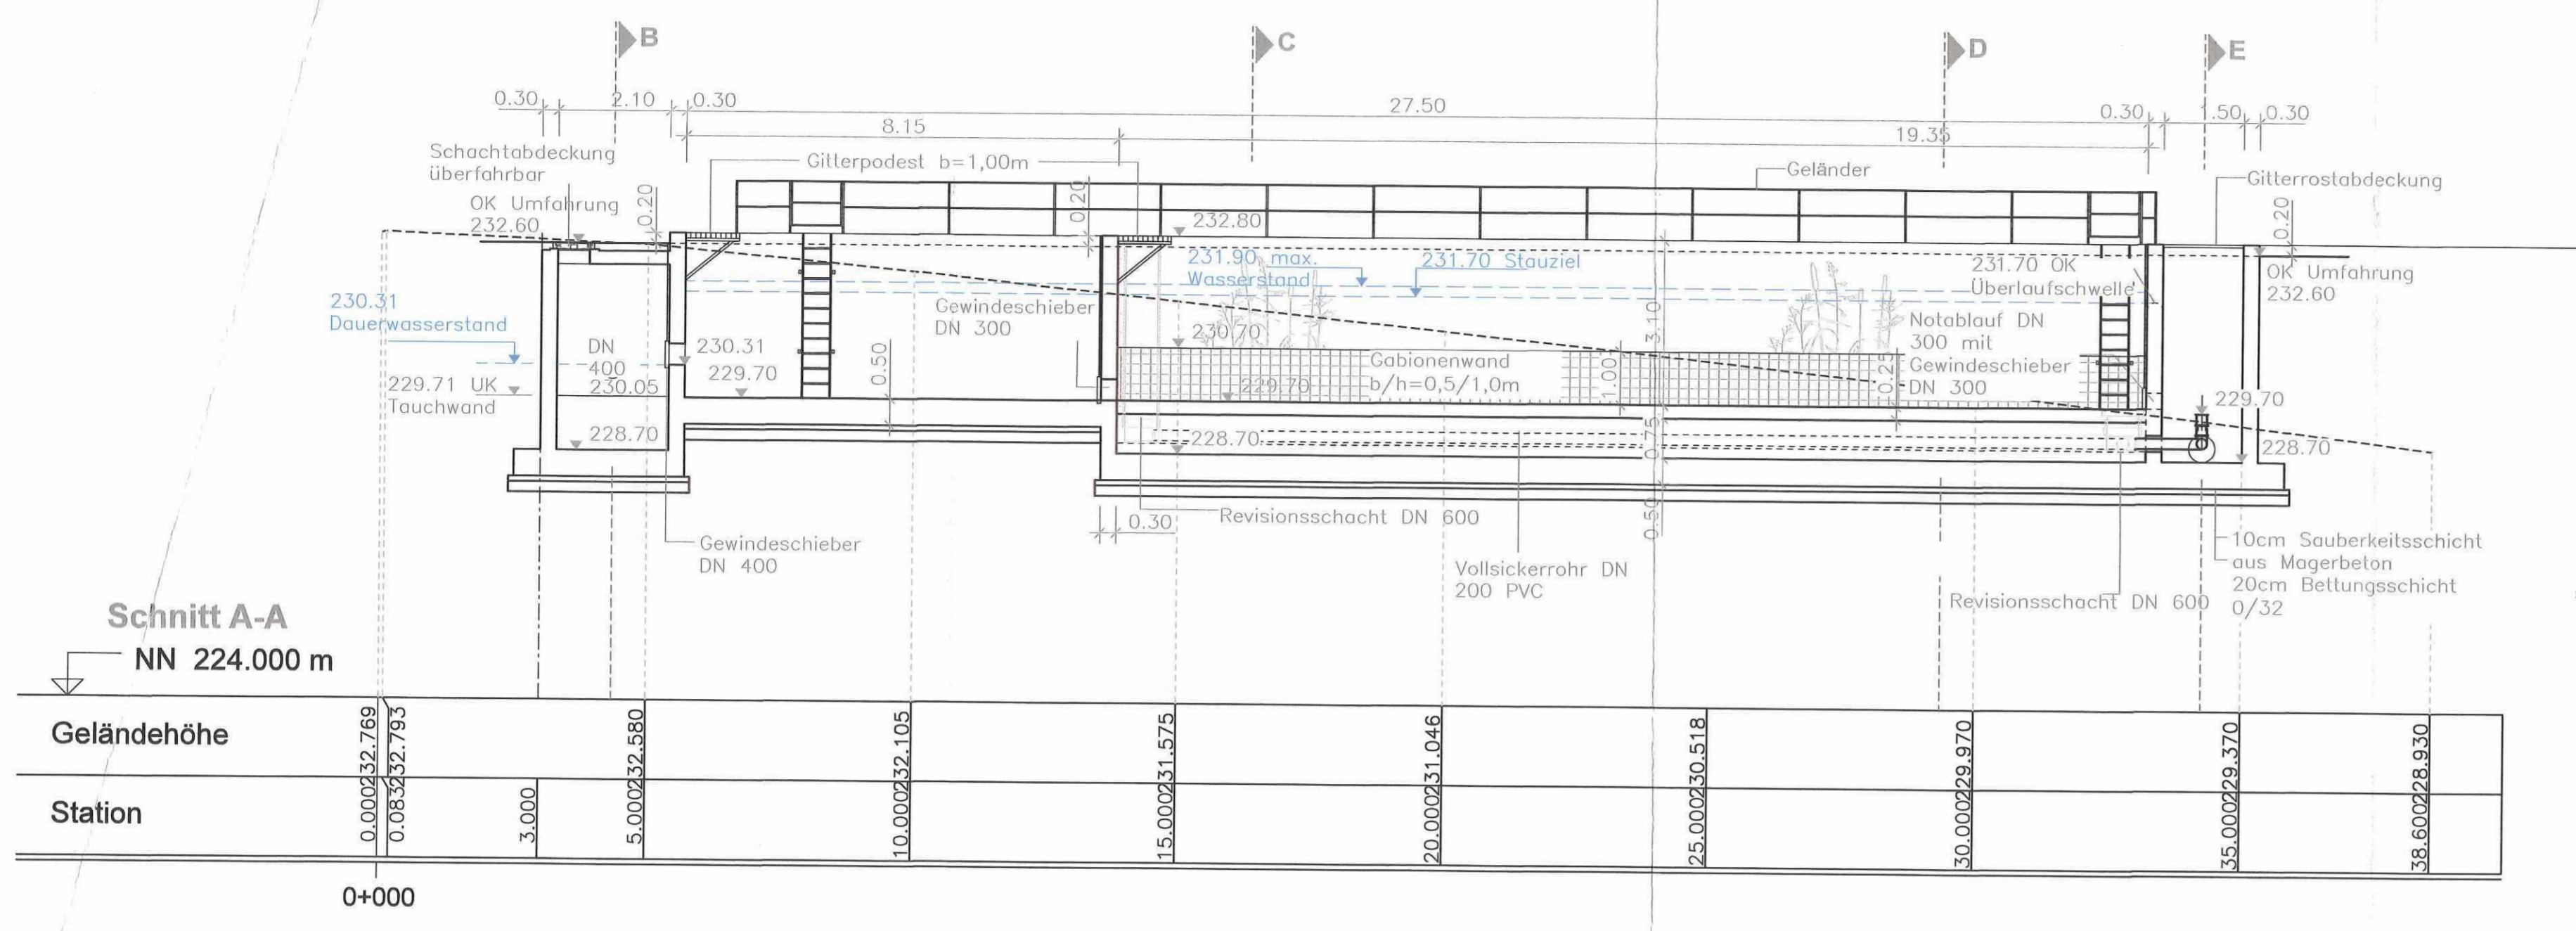 B
C
D
E
0.30
2.10
0.30
27.50
0.30
.50
0.30
8.15
19.35
Schachtabdeckung
überfahrbar
Gitterpodest b=1,00m
Geländer
Gitterrostabdeckung
OK Umfahrung
232.60
0.20
0.20
232.80
0.20
231.90 max.
Wasserstand
231.70 Stauziel
231.70 OK
Überlaufschwelle
OK Umfahrung
232.60
230.31
Dauerwasserstand
Gewindeschieber
DN 300
3.10
Notablauf DN
300 mit
Gewindeschieber
DN 300
DN
400
230.05
230.31
229.70
0.50
230.70
229.70
Gabionenwand
b/h=0,5/1,0m
1.00
0.25
229.71 UK
Tauchwand
229.70
228.70
228.70
0.75
228.70
0.30
Revisionsschacht DN 600
0.50
Gewindeschieber
DN 400
Vollsickerrohr DN
200 PVC
Revisionsschacht DN 600
10cm Sauberkeitsschicht
aus Magerbeton
20cm Bettungsschicht
0/32
Schnitt A-A
NN 224.000 m
Geländehöhe
232.769
232.793
232.580
232.105
231.575
231.046
230.518
229.970
229.370
228.930
Station
0.000
0.083
3.000
5.000
10.000
15.000
20.000
25.000
30.000
35.000
38.600
0+000